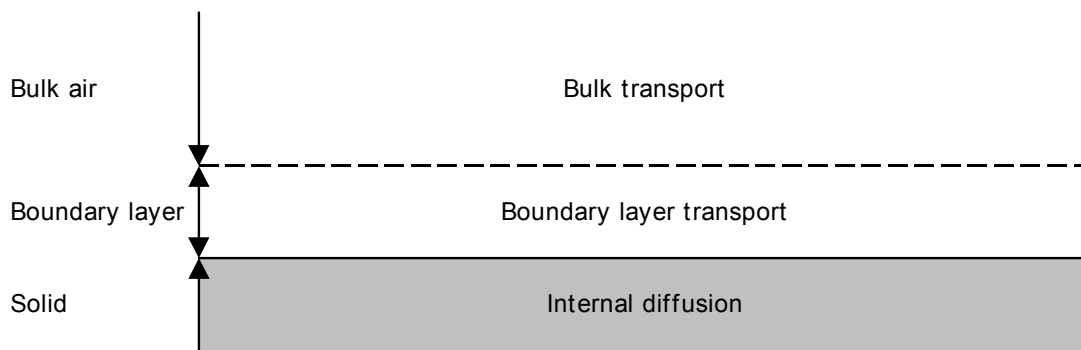 Bulk air
Bulk transport
Boundary layer
Boundary layer transport
Solid
Internal diffusion